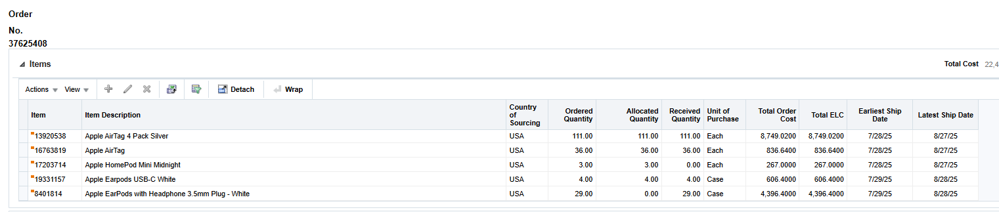 Order
No.
37625408
Items Total Cost 22,4
Actions View Detach Wrap
Item Item Description Country of Sourcing Ordered Quantity Allocated Quantity Received Quantity Unit of Purchase Total Order Cost Total ELC Earliest Ship Date Latest Ship Date
13920538 Apple AirTag 4 Pack Silver USA 111.00 111.00 111.00 Each 8,749.0200 8,749.0200 7/28/25 8/27/25
16763819 Apple AirTag USA 36.00 36.00 36.00 Each 836.6400 836.6400 7/28/25 8/27/25
17203714 Apple HomePod Mini Midnight USA 3.00 3.00 0.00 Each 267.0000 267.0000 7/28/25 8/27/25
19331157 Apple Earpods USB-C White USA 4.00 4.00 4.00 Case 606.4000 606.4000 7/29/25 8/28/25
8401814 Apple EarPods with Headphone 3.5mm Plug - White USA 29.00 0.00 29.00 Case 4,396.4000 4,396.4000 7/29/25 8/28/25